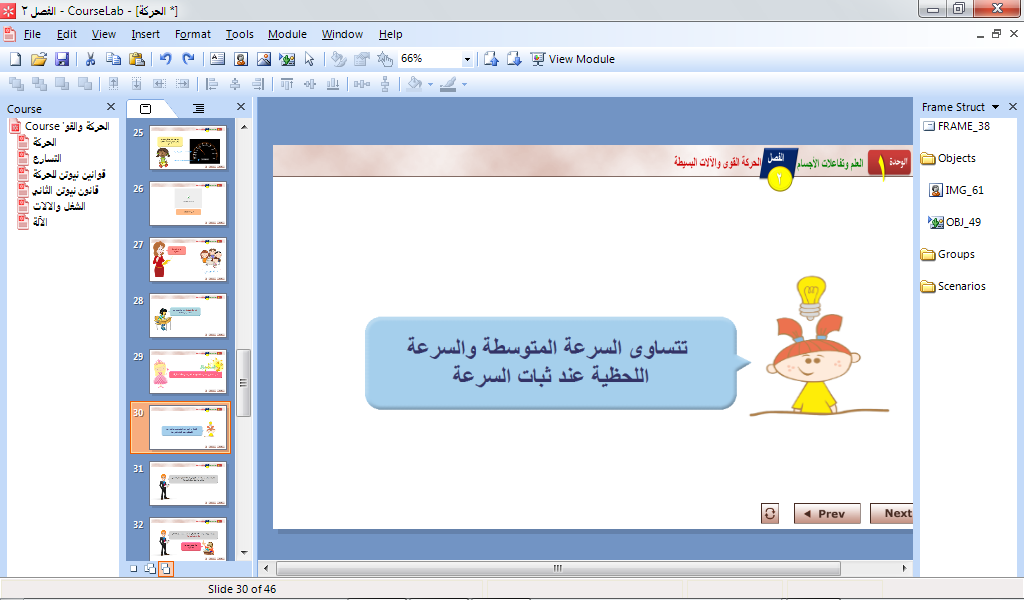 الفصل ٢ - CourseLab - [الحركة *]
File Edit View Insert Format Tools Module Window Help
66% View Module
Course
Course 'الحركة والقو
الحركة
التسارع
قوانين نيوتن للحركة
قانون نيوتن الثاني
الشغل والالات
الألة
25
26
27
28
29
30
31
32
الوحدة ١
العلم وتفاعلات الأجسام
الفصل ٢
الحركة القوى والآلات البسيطة
تتساوى السرعة المتوسطة والسرعة
اللحظية عند ثبات السرعة
Prev
Next
Frame Struct
FRAME_38
Objects
IMG_61
OBJ_49
Groups
Scenarios
Slide 30 of 46